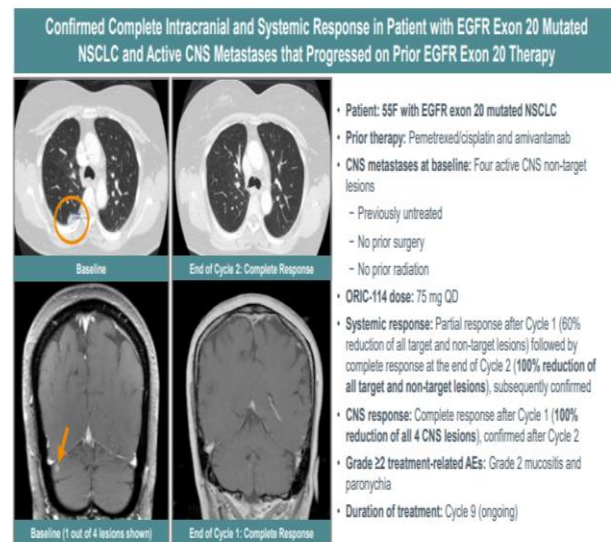 Confirmed Complete Intracranial and Systemic Response in Patient with EGFR Exon 20 Mutated
NSCLC and Active CNS Metastases that Progressed on Prior EGFR Exon 20 Therapy
Baseline
End of Cycle 2: Complete Response
Baseline (1 out of 4 lesions shown)
End of Cycle 1: Complete Response
• Patient: 55F with EGFR exon 20 mutated NSCLC
• Prior therapy: Pemetrexed/cisplatin and amivantamab
• CNS metastases at baseline: Four active CNS non-target
lesions
− Previously untreated
− No prior surgery
− No prior radiation
• ORIC-114 dose: 75 mg QD
• Systemic response: Partial response after Cycle 1 (60%
reduction of all target and non-target lesions) followed by
complete response at the end of Cycle 2 (100% reduction of
all target and non-target lesions), subsequently confirmed
• CNS response: Complete response after Cycle 1 (100%
reduction of all 4 CNS lesions), confirmed after Cycle 2
• Grade ≥2 treatment-related AEs: Grade 2 mucositis and
paronychia
• Duration of treatment: Cycle 9 (ongoing)